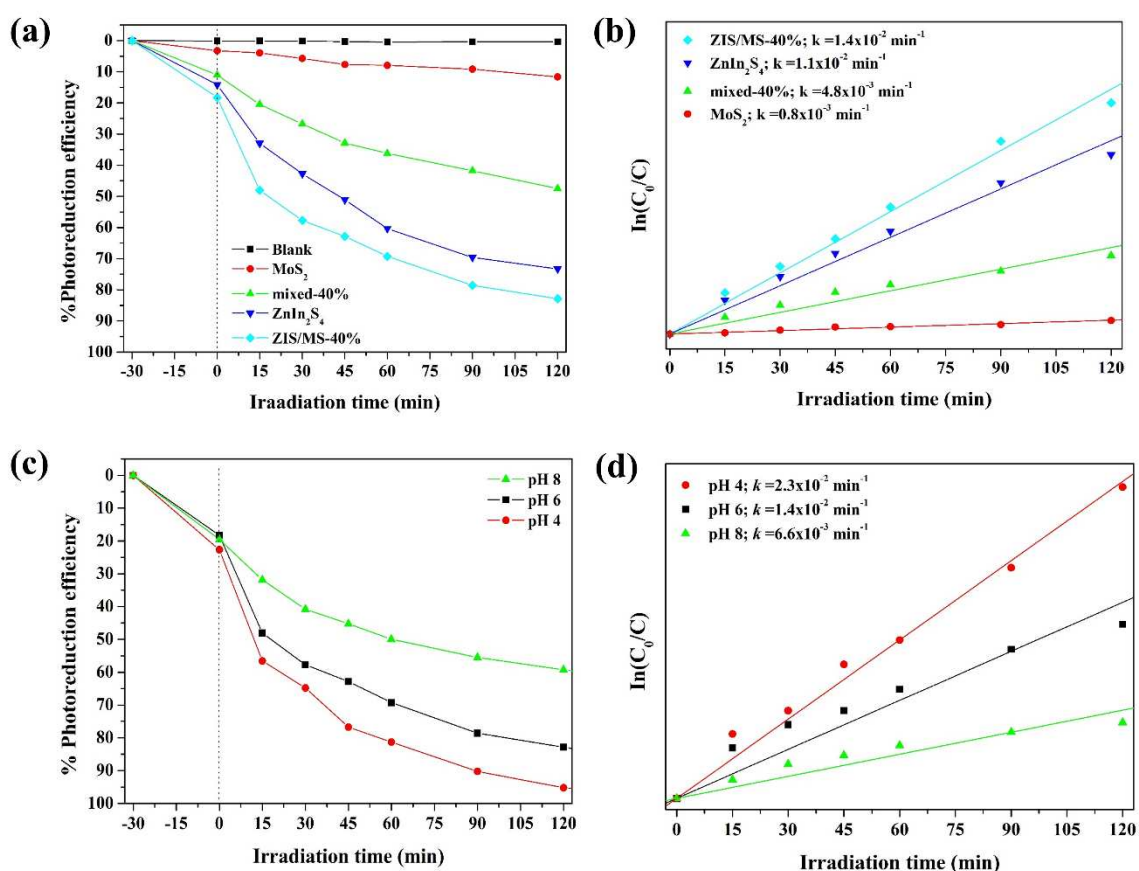 (a)
%Photoreduction efficiency
0
10
20
30
40
50
60
70
80
90
100
Blank
MoS₂
mixed-40%
ZnIn₂S₄
ZIS/MS-40%
-30 -15 0 15 30 45 60 75 90 105 120
Iraadiation time (min)
(b)
In(C₀/C)
ZIS/MS-40%; k =1.4x10⁻² min⁻¹
ZnIn₂S₄; k =1.1x10⁻² min⁻¹
mixed-40%; k =4.8x10⁻³ min⁻¹
MoS₂; k =0.8x10⁻³ min⁻¹
0 15 30 45 60 75 90 105 120
Irradiation time (min)
(c)
% Photoreduction efficiency
0
10
20
30
40
50
60
70
80
90
100
pH 8
pH 6
pH 4
-30 -15 0 15 30 45 60 75 90 105 120
Irradiation time (min)
(d)
In(C₀/C)
pH 4; k =2.3x10⁻² min⁻¹
pH 6; k =1.4x10⁻² min⁻¹
pH 8; k =6.6x10⁻³ min⁻¹
0 15 30 45 60 75 90 105 120
Irradiation time (min)